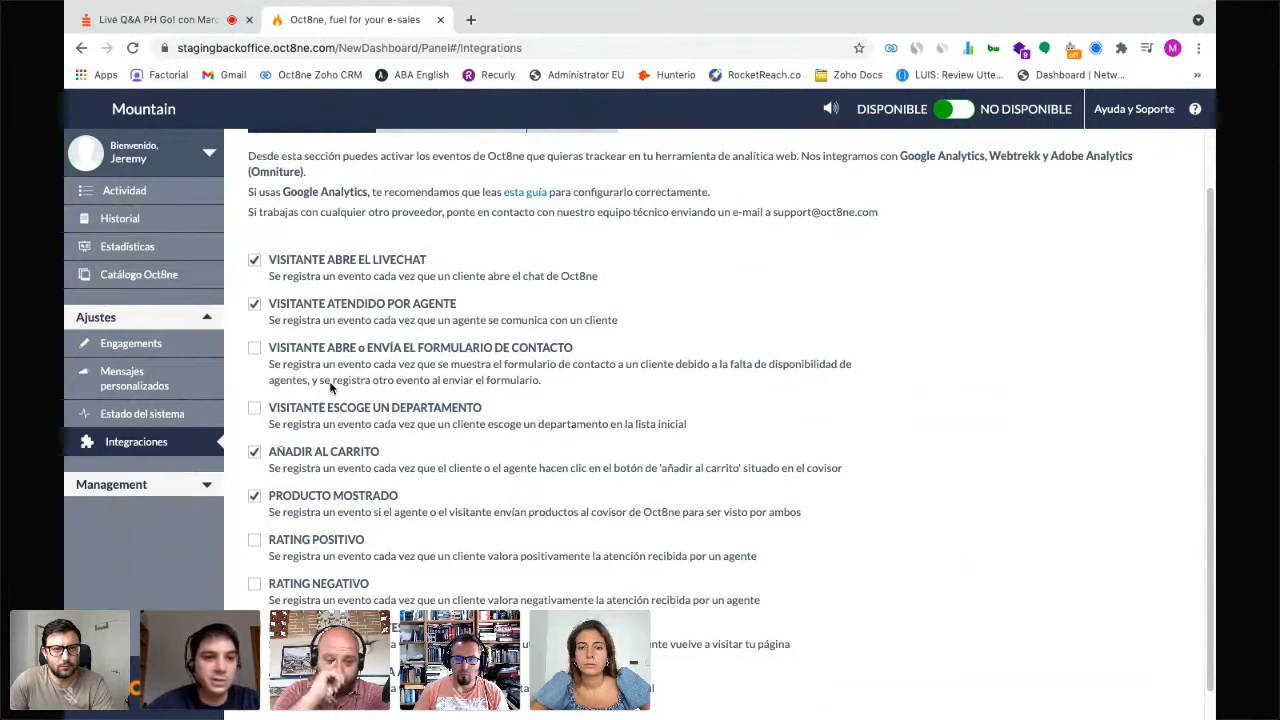 Live Q&A PH Go! con Marc
Oct8ne, fuel for your e-sales
stagingbackoffice.oct8ne.com/NewDashboard/Panel#/Integrations
bw
9
off
M
Apps
Factorial
Gmail
Oct8ne Zoho CRM
ABA English
Recurly
Administrator EU
Hunterio
RocketReach.co
Zoho Docs
LUIS: Review Utte...
Dashboard | Netw...
Mountain
DISPONIBLE
NO DISPONIBLE
Ayuda y Soporte
Bienvenido,
Jeremy
Actividad
Historial
Estadísticas
Catálogo Oct8ne
Ajustes
Engagements
Mensajes
personalizados
Estado del sistema
Integraciones
Management
Desde esta sección puedes activar los eventos de Oct8ne que quieras trackear en tu herramienta de analítica web. Nos integramos con Google Analytics, Webtrekk y Adobe Analytics
(Omniture).
Si usas Google Analytics, te recomendamos que leas esta guía para configurarlo correctamente.
Si trabajas con cualquier otro proveedor, ponte en contacto con nuestro equipo técnico enviando un e-mail a support@oct8ne.com
VISITANTE ABRE EL LIVECHAT
Se registra un evento cada vez que un cliente abre el chat de Oct8ne
VISITANTE ATENDIDO POR AGENTE
Se registra un evento cada vez que un agente se comunica con un cliente
VISITANTE ABRE o ENVÍA EL FORMULARIO DE CONTACTO
Se registra un evento cada vez que se muestra el formulario de contacto a un cliente debido a la falta de disponibilidad de
agentes, y se registra otro evento al enviar el formulario.
VISITANTE ESCOGE UN DEPARTAMENTO
Se registra un evento cada vez que un cliente escoge un departamento en la lista inicial
AÑADIR AL CARRITO
Se registra un evento cada vez que el cliente o el agente hacen clic en el botón de 'añadir al carrito' situado en el covisor
PRODUCTO MOSTRADO
Se registra un evento si el agente o el visitante envían productos al covisor de Oct8ne para ser visto por ambos
RATING POSITIVO
Se registra un evento cada vez que un cliente valora positivamente la atención recibida por un agente
RATING NEGATIVO
Se registra un evento cada vez que un cliente valora negativamente la atención recibida por un agente
vuelve a visitar tu página